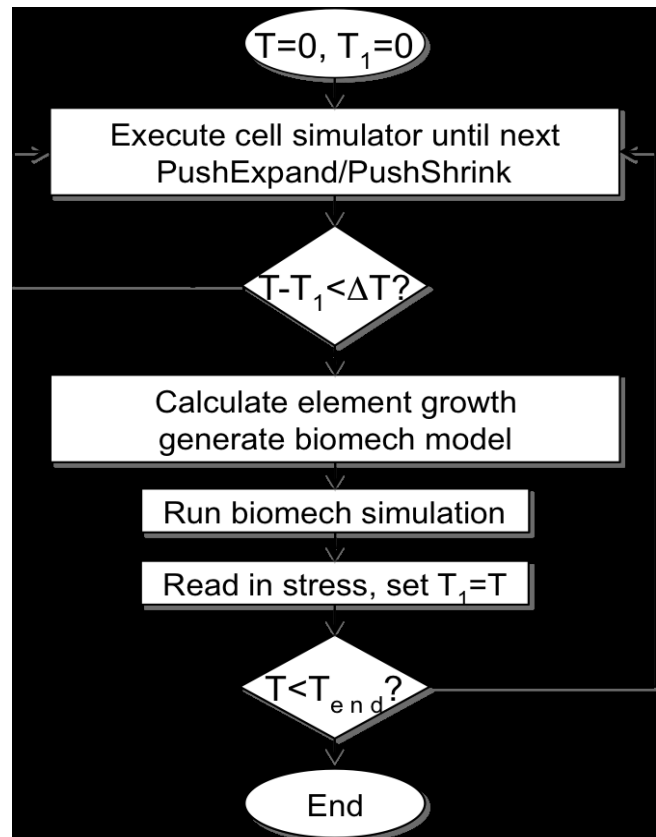 T=0, T₁=0
Execute cell simulator until next
PushExpand/PushShrink
T-T₁<ΔT?
Calculate element growth
generate biomech model
Run biomech simulation
Read in stress, set T₁=T
T<Tₑₙd?
End